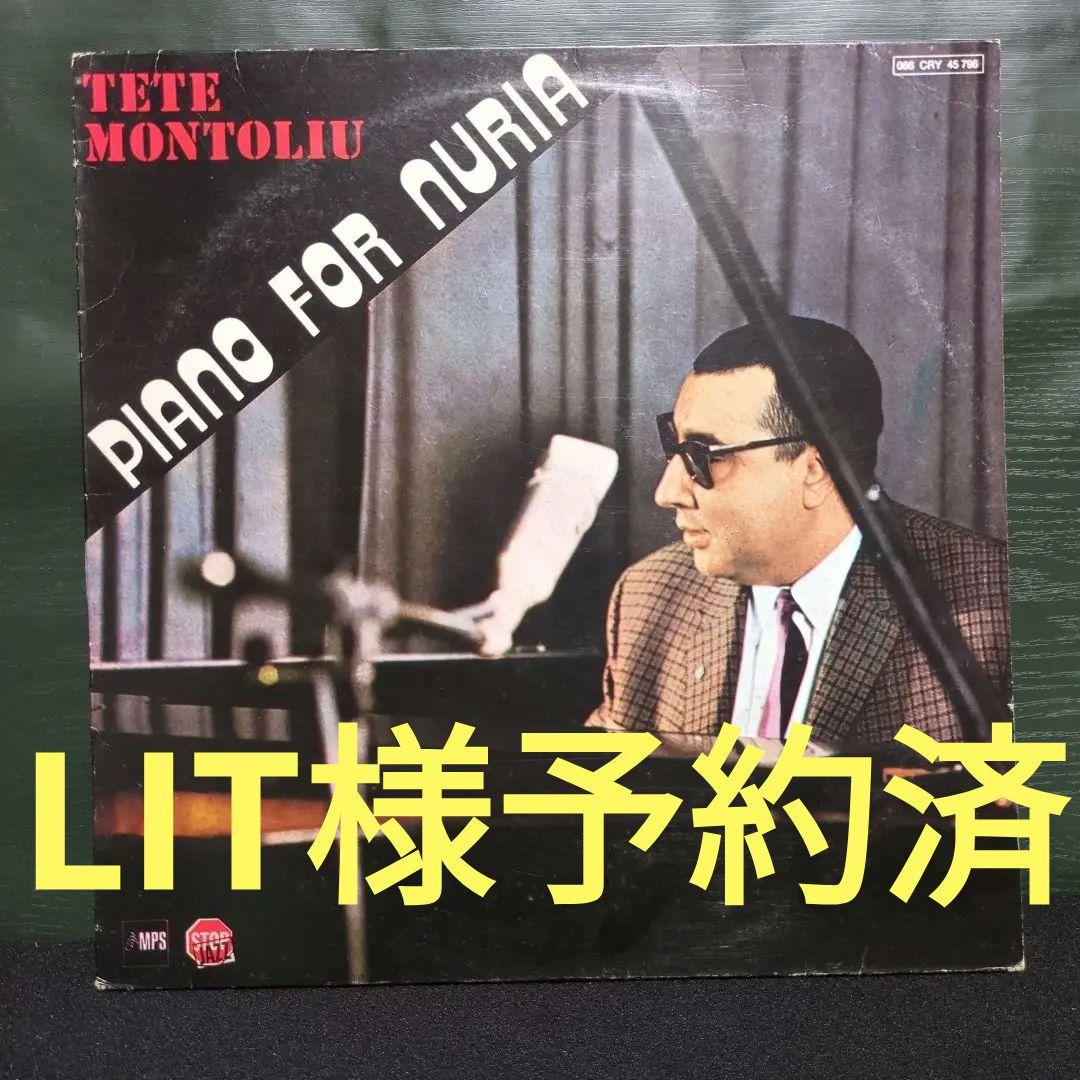 TETE
MONTOLIU
PIANO FOR NURIA
066 CRY 45 796
LIT様予約済
MPS
STOP
JAZZ